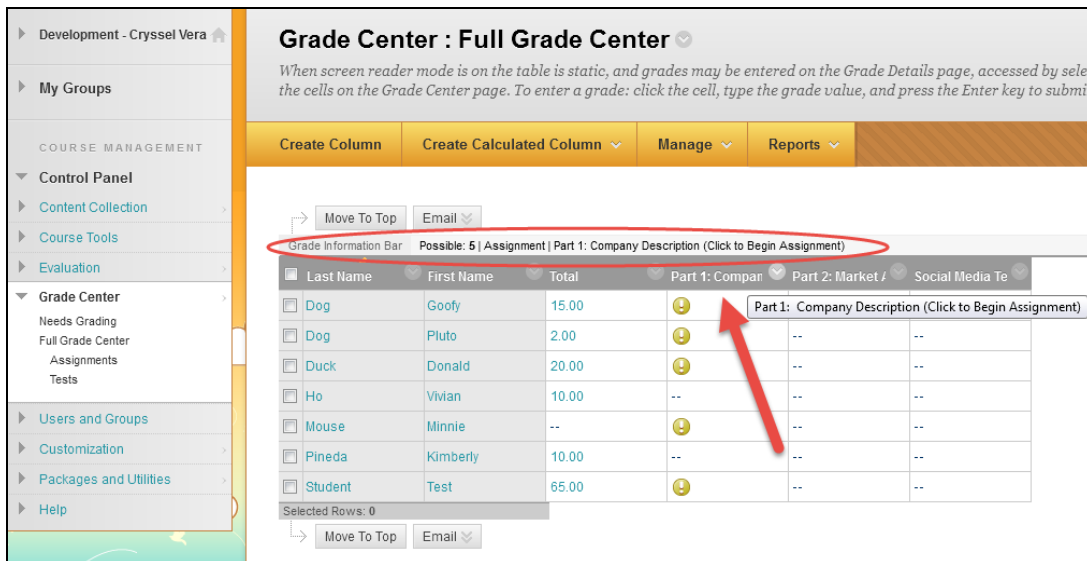 Development - Cryssel Vera
My Groups
COURSE MANAGEMENT
Control Panel
Content Collection
Course Tools
Evaluation
Grade Center
Needs Grading
Full Grade Center
Assignments
Tests
Users and Groups
Customization
Packages and Utilities
Help
Grade Center : Full Grade Center
When screen reader mode is on the table is static, and grades may be entered on the Grade Details page, accessed by sele
the cells on the Grade Center page. To enter a grade: click the cell, type the grade value, and press the Enter key to submi
Create Column Create Calculated Column Manage Reports
Move To Top Email
Grade Information Bar Possible: 5 | Assignment | Part 1: Company Description (Click to Begin Assignment)
Last Name First Name Total Part 1: Compan Part 2: Market A Social Media Te
Dog Goofy 15.00 Part 1: Company Description (Click to Begin Assignment)
Dog Pluto 2.00 -- --
Duck Donald 20.00 -- --
Ho Vivian 10.00 -- -- --
Mouse Minnie -- -- --
Pineda Kimberly 10.00 -- -- --
Student Test 65.00 -- --
Selected Rows: 0
Move To Top Email